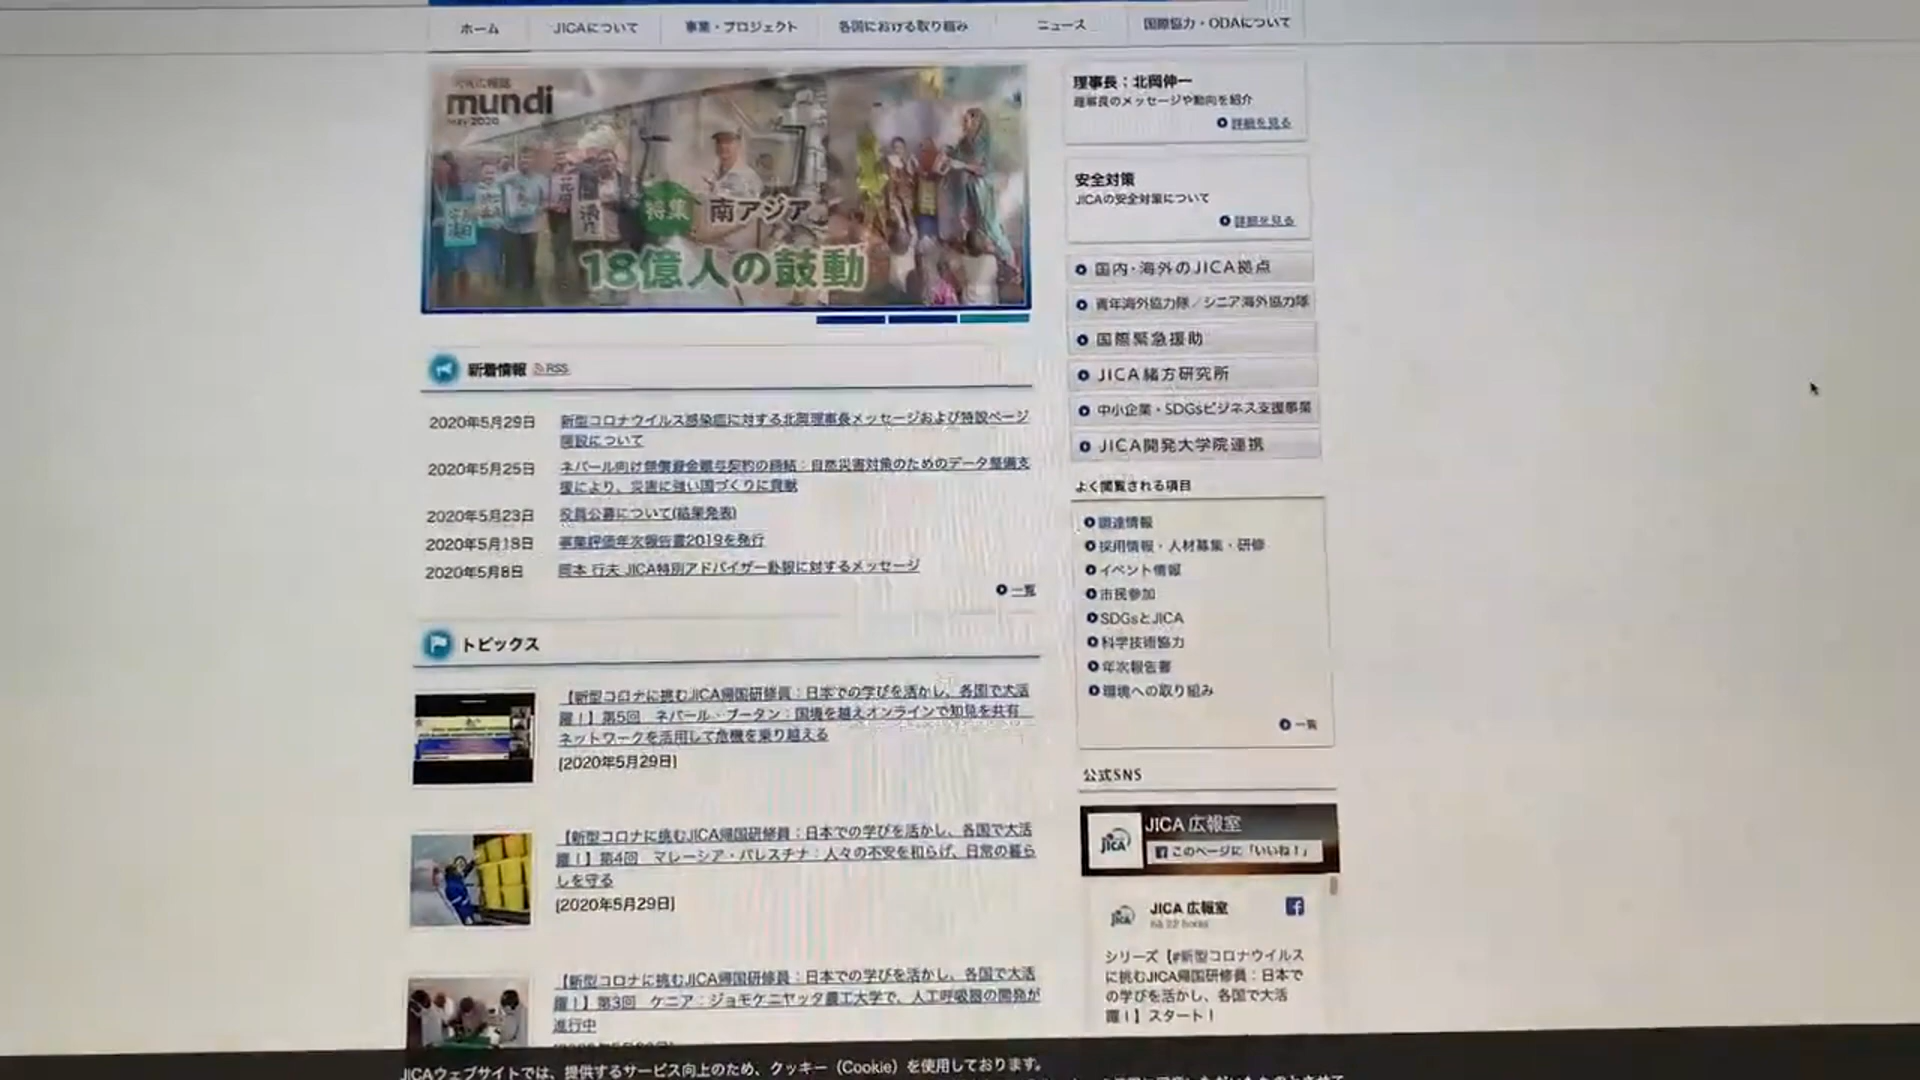 ホーム
JICAについて
事業・プロジェクト
各国における取り組み
ニュース
国際協力・ODAについて
JICA広報誌
mundi
MAY 2020
特集 南アジア
18億人の鼓動
新着情報 RSS
2020年5月29日 新型コロナウイルス感染症に対する北岡理事長メッセージおよび特設ページ
開設について
2020年5月25日 ネパール向け無償資金贈与契約の締結:自然災害対策のためのデータ整備支
援により、災害に強い国づくりに貢献
2020年5月23日 役員公募について(結果発表)
2020年5月18日 事業評価年次報告書2019を発行
2020年5月8日 岡本 行夫 JICA特別アドバイザー訃報に対するメッセージ
一覧
トピックス
【新型コロナに挑むJICA帰国研修員:日本での学びを活かし、各国で大活
躍!】第5回 ネパール・ブータン:国境を越えオンラインで知見を共有
ネットワークを活用して危機を乗り越える
[2020年5月29日]
【新型コロナに挑むJICA帰国研修員:日本での学びを活かし、各国で大活
躍!】第4回 マレーシア・パレスチナ:人々の不安を和らげ、日常の暮ら
しを守る
[2020年5月29日]
【新型コロナに挑むJICA帰国研修員:日本での学びを活かし、各国で大活
躍!】第3回 ケニア:ジョモケニヤッタ農工大学で、人工呼吸器の開発が
進行中
理事長:北岡伸一
理事長のメッセージや動向を紹介
詳細を見る
安全対策
JICAの安全対策について
詳細を見る
国内・海外のJICA拠点
青年海外協力隊/シニア海外協力隊
国際緊急援助
JICA緒方研究所
中小企業・SDGsビジネス支援事業
JICA開発大学院連携
よく閲覧される項目
調達情報
採用情報・人材募集・研修
イベント情報
市民参加
SDGsとJICA
科学技術協力
年次報告書
環境への取り組み
一覧
公式SNS
JICA
JICA 広報室
このページに「いいね!」
JICA
JICA 広報室
há 22 horas
シリーズ【#新型コロナウイルス
に挑むJICA帰国研修員:日本で
の学びを活かし、各国で大活
躍!】スタート!
JICAウェブサイトでは、提供するサービス向上のため、クッキー(Cookie)を使用しております。